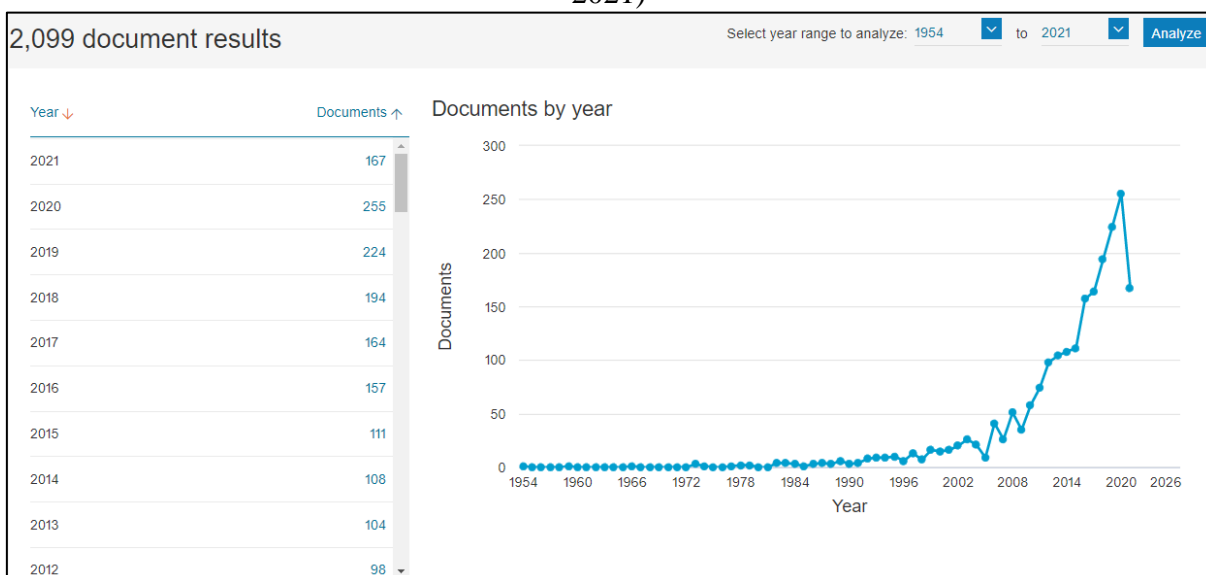 2021)
2,099 document results
Select year range to analyze: 1954 to 2021 Analyze
Year Documents
2021 167
2020 255
2019 224
2018 194
2017 164
2016 157
2015 111
2014 108
2013 104
2012 98
Documents by year
300
250
200
150
100
50
0
Documents
1954 1960 1966 1972 1978 1984 1990 1996 2002 2008 2014 2020 2026
Year